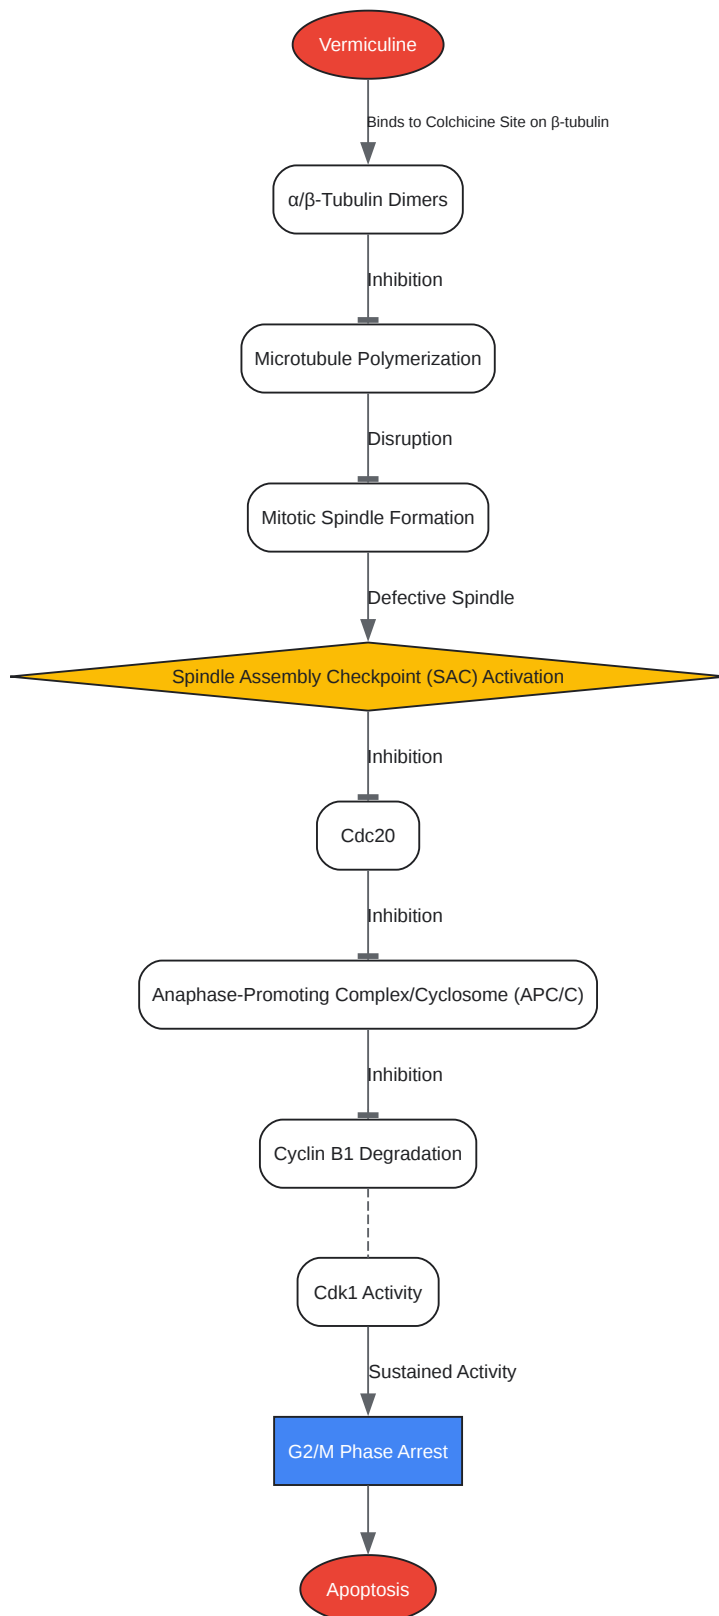 Vermiculine
Binds to Colchicine Site on β-tubulin
α/β-Tubulin Dimers
Inhibition
Microtubule Polymerization
Disruption
Mitotic Spindle Formation
Defective Spindle
Spindle Assembly Checkpoint (SAC) Activation
Inhibition
Cdc20
Inhibition
Anaphase-Promoting Complex/Cyclosome (APC/C)
Inhibition
Cyclin B1 Degradation
Cdk1 Activity
Sustained Activity
G2/M Phase Arrest
Apoptosis